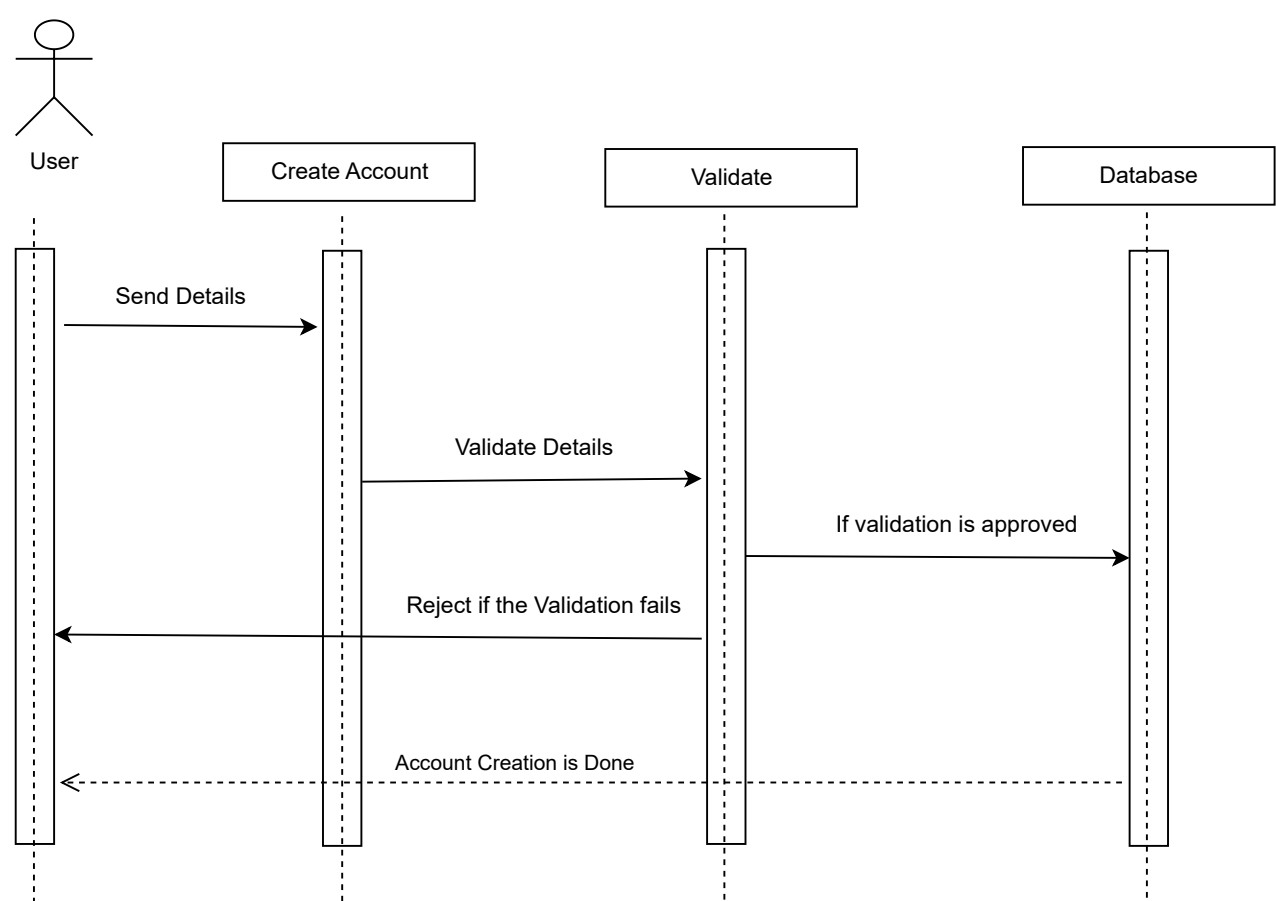 User
Create Account
Validate
Database
Send Details
Validate Details
If validation is approved
Reject if the Validation fails
Account Creation is Done